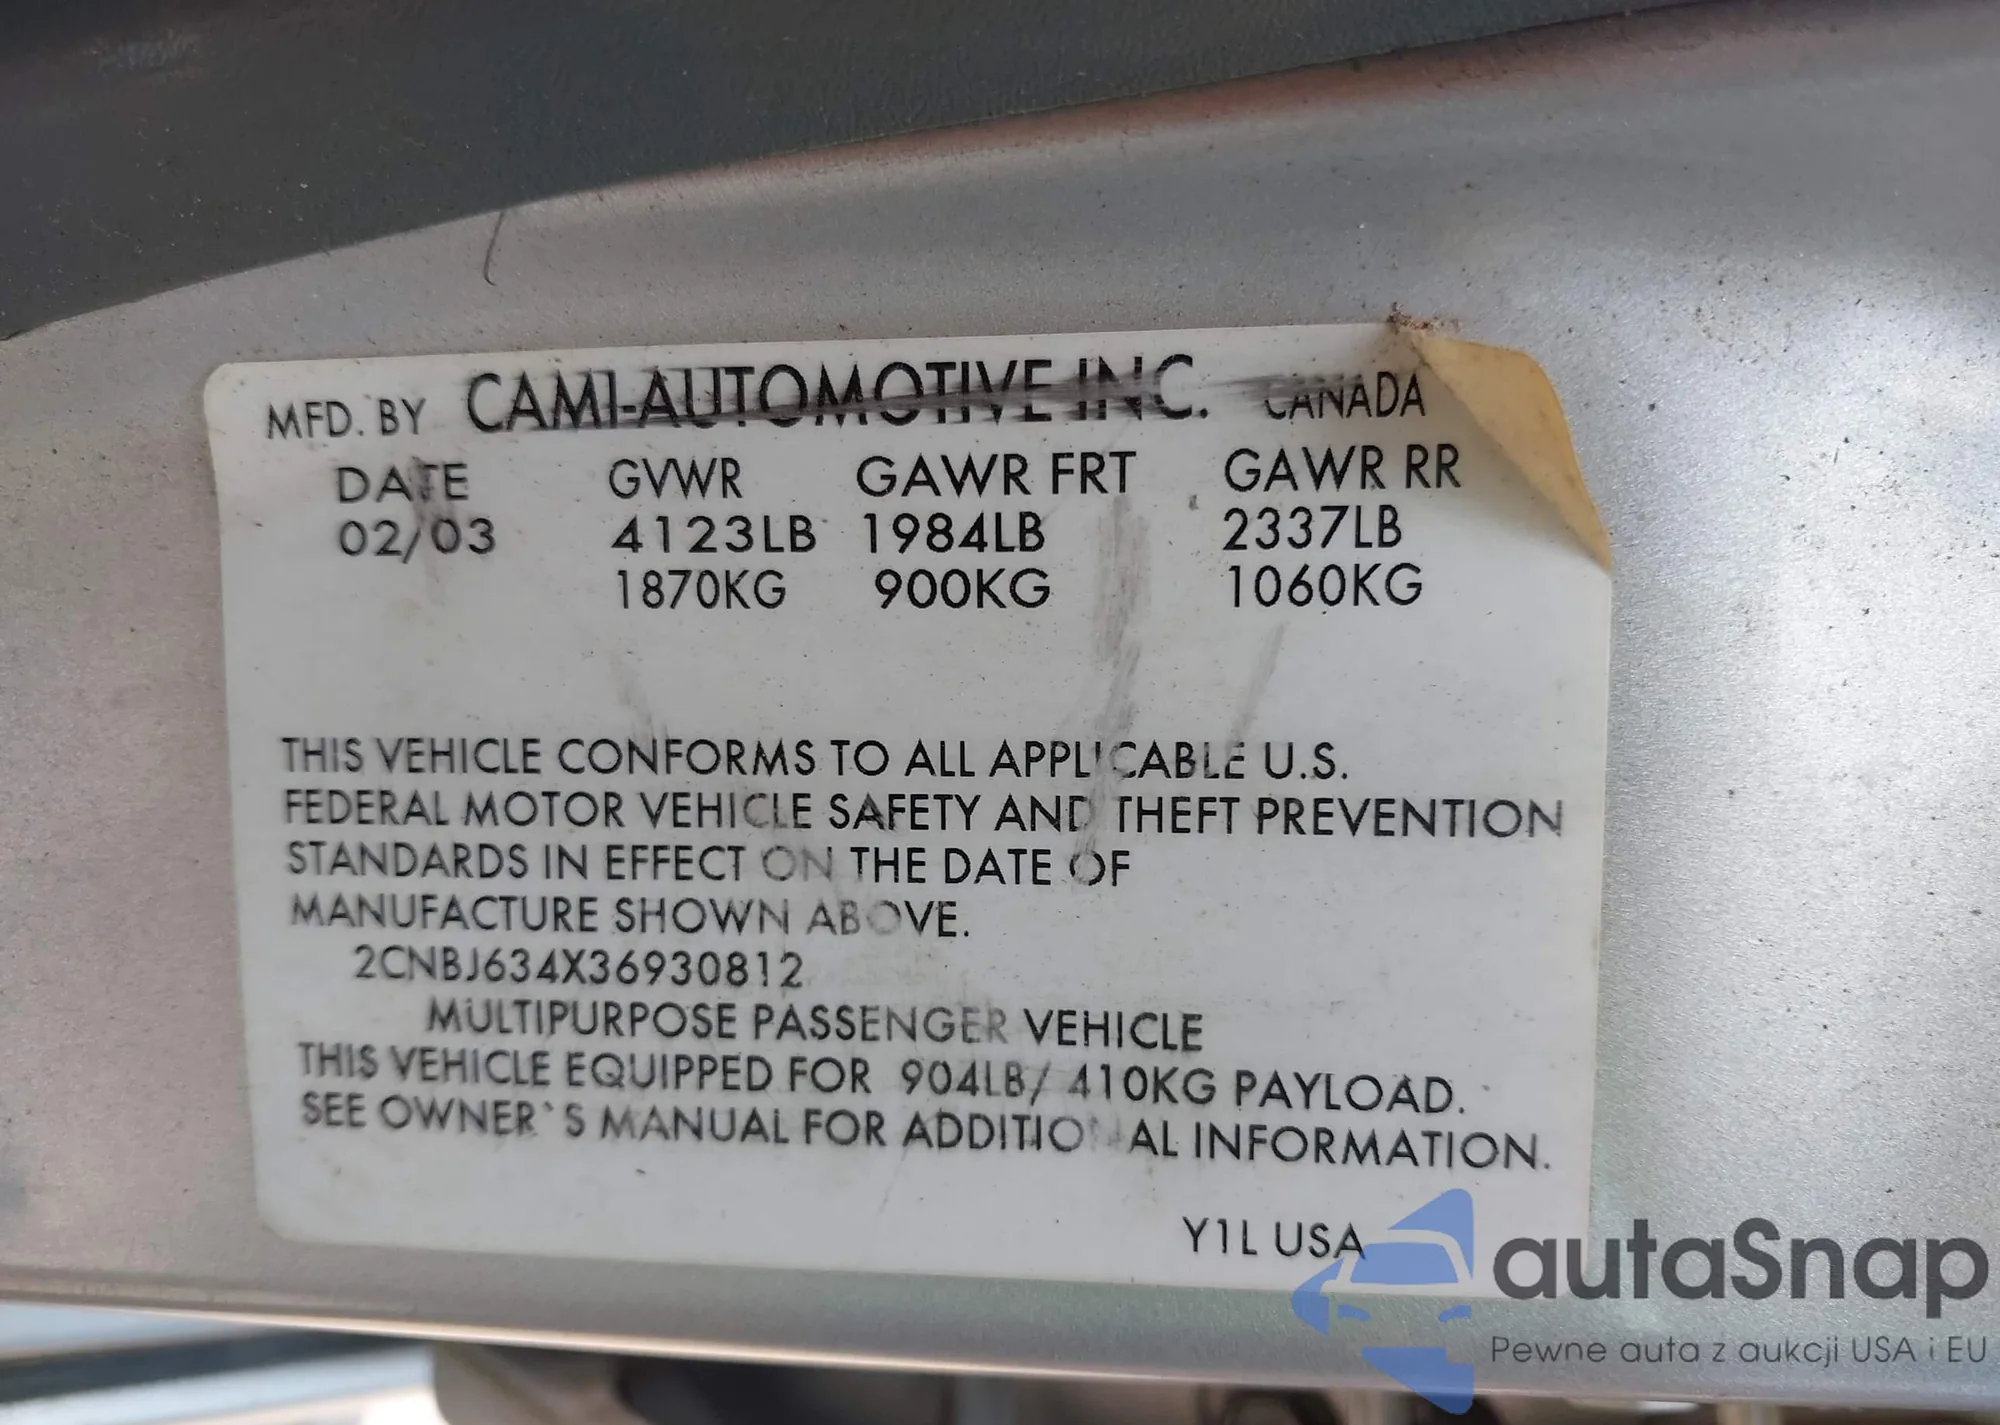 MFD. BY CAMI AUTOMOTIVE INC. CANADA
DATE GVWR GAWR FRT GAWR RR
02/03 4123LB 1984LB 2337LB
1870KG 900KG 1060KG
THIS VEHICLE CONFORMS TO ALL APPLICABLE U.S.
FEDERAL MOTOR VEHICLE SAFETY AND THEFT PREVENTION
STANDARDS IN EFFECT ON THE DATE OF
MANUFACTURE SHOWN ABOVE.
2CNBJ634X36930812
MULTIPURPOSE PASSENGER VEHICLE
THIS VEHICLE EQUIPPED FOR 904LB/ 410KG PAYLOAD.
SEE OWNER`S MANUAL FOR ADDITIONAL INFORMATION.
Y1L USA
autaSnap
Pewne auta z aukcji USA i EU